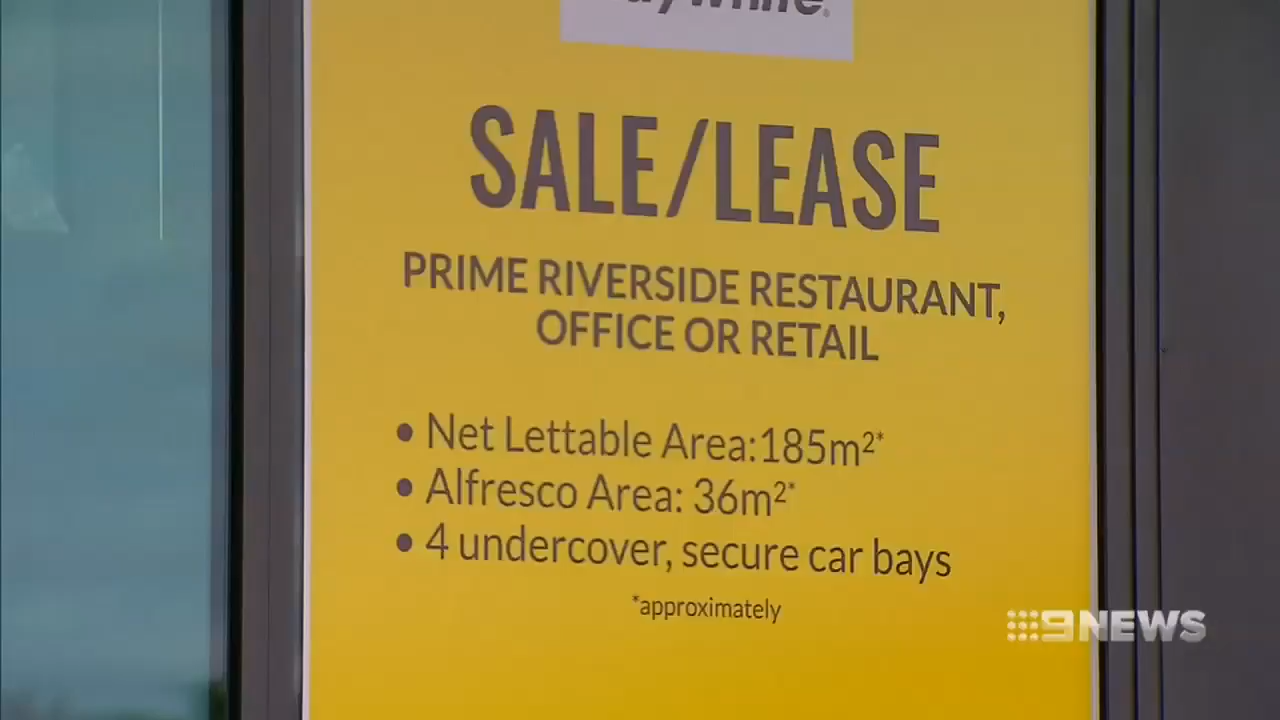 SALE/LEASE
PRIME RIVERSIDE RESTAURANT,
OFFICE OR RETAIL
• Net Lettable Area:185m²*
• Alfresco Area: 36m²*
• 4 undercover, secure car bays
*approximately
9NEWS